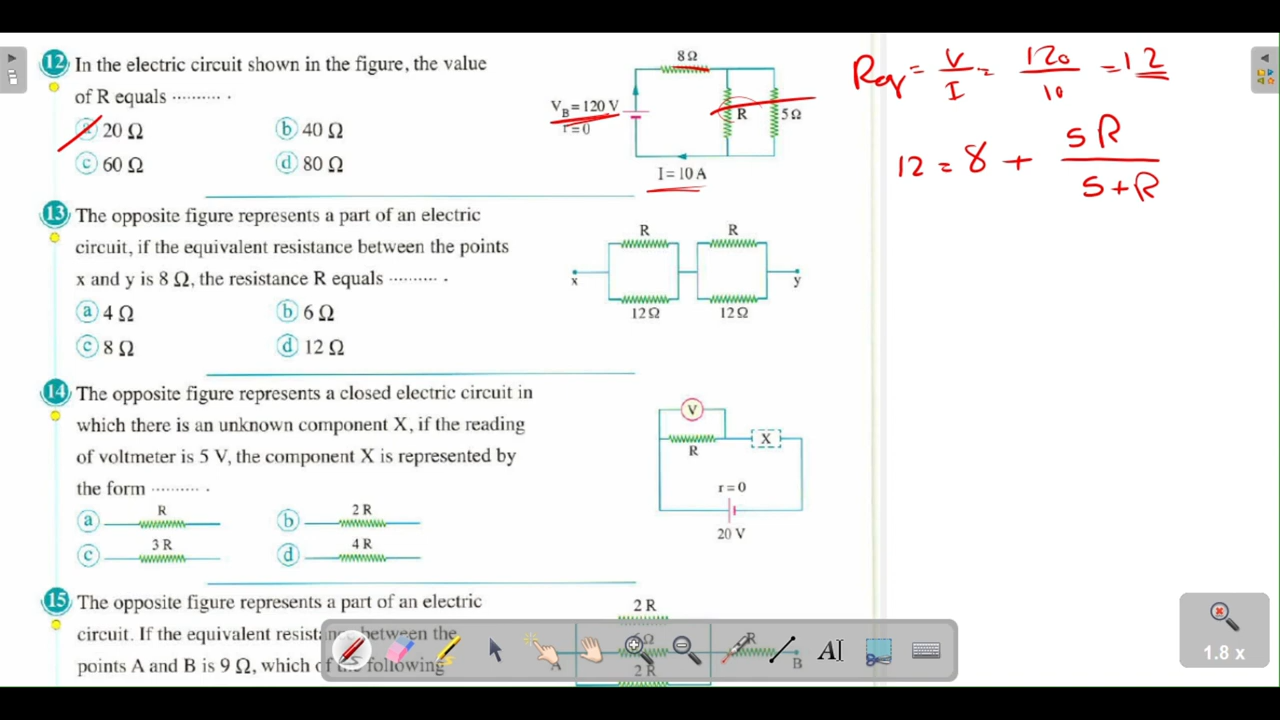 12 In the electric circuit shown in the figure, the value
of R equals ·········· .
a 20 Ω
b 40 Ω
c 60 Ω
d 80 Ω
8 Ω
V_B = 120 V
r = 0
R
5 Ω
I = 10 A
Req = V/I = 120/10 = 12
12 = 8 + 5R/5+R
13 The opposite figure represents a part of an electric
circuit, if the equivalent resistance between the points
x and y is 8 Ω, the resistance R equals ·········· .
a 4 Ω
b 6 Ω
c 8 Ω
d 12 Ω
R
R
x
y
12 Ω
12 Ω
14 The opposite figure represents a closed electric circuit in
which there is an unknown component X, if the reading
of voltmeter is 5 V, the component X is represented by
the form ·········· .
a R
b 2 R
c 3 R
d 4 R
V
X
R
r = 0
20 V
15 The opposite figure represents a part of an electric
circuit. If the equivalent resistance between the
points A and B is 9 Ω, which of the following
2 R
6Ω
R
A
B
2 R
AI
1.8 x